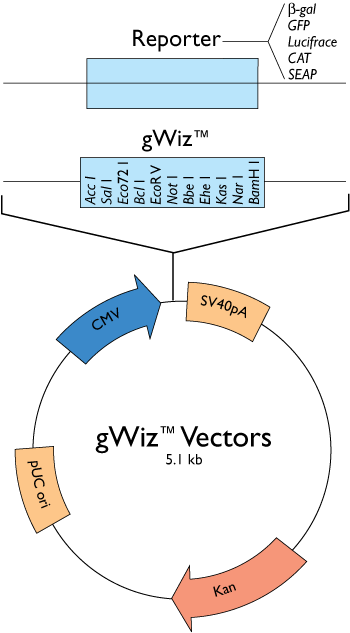 Reporter
β-gal
GFP
Lucifrace
CAT
SEAP
gWiz™
Acc I
Sal I
Eco72 I
Bcl I
EcoRV
Not I
Bbe I
Ehe I
Kas I
Nar I
BamH I
CMV
SV40pA
gWiz™ Vectors
5.1 kb
pUC ori
Kan